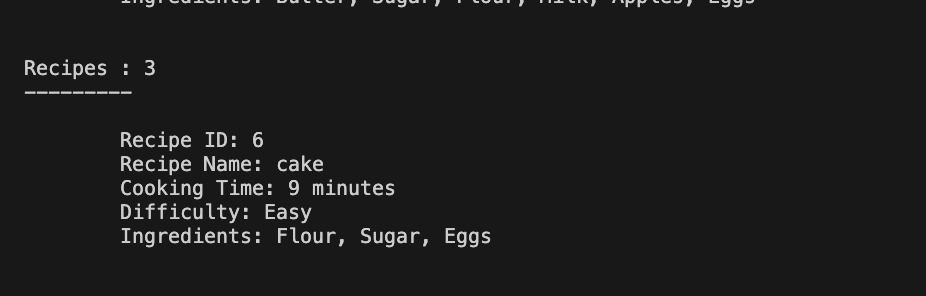 Ingredients: Butter, Sugar, Flour, Milk, Apples, Eggs
Recipes : 3
—————————
Recipe ID: 6
Recipe Name: cake
Cooking Time: 9 minutes
Difficulty: Easy
Ingredients: Flour, Sugar, Eggs